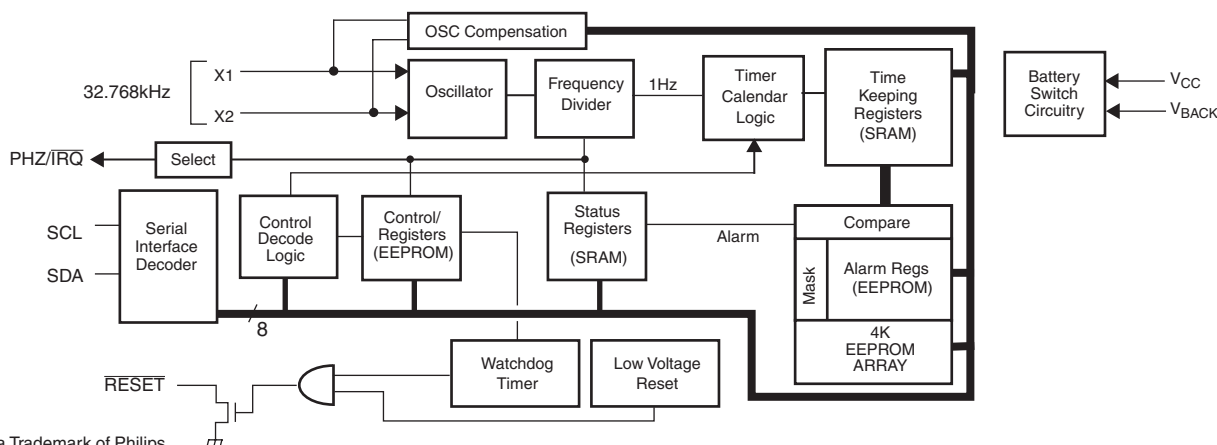 OSC Compensation
32.768kHz
X1
X2
Oscillator
Frequency
Divider
1Hz
Timer
Calendar
Logic
Time
Keeping
Registers
(SRAM)
Battery
Switch
Circuitry
VCC
VBACK
PHZ/IRQ
Select
SCL
SDA
Serial
Interface
Decoder
Control
Decode
Logic
Control/
Registers
(EEPROM)
Status
Registers
(SRAM)
Alarm
Compare
Mask
Alarm Regs
(EEPROM)
4K
EEPROM
ARRAY
8
RESET
Watchdog
Timer
Low Voltage
Reset
a Trademark of Philips